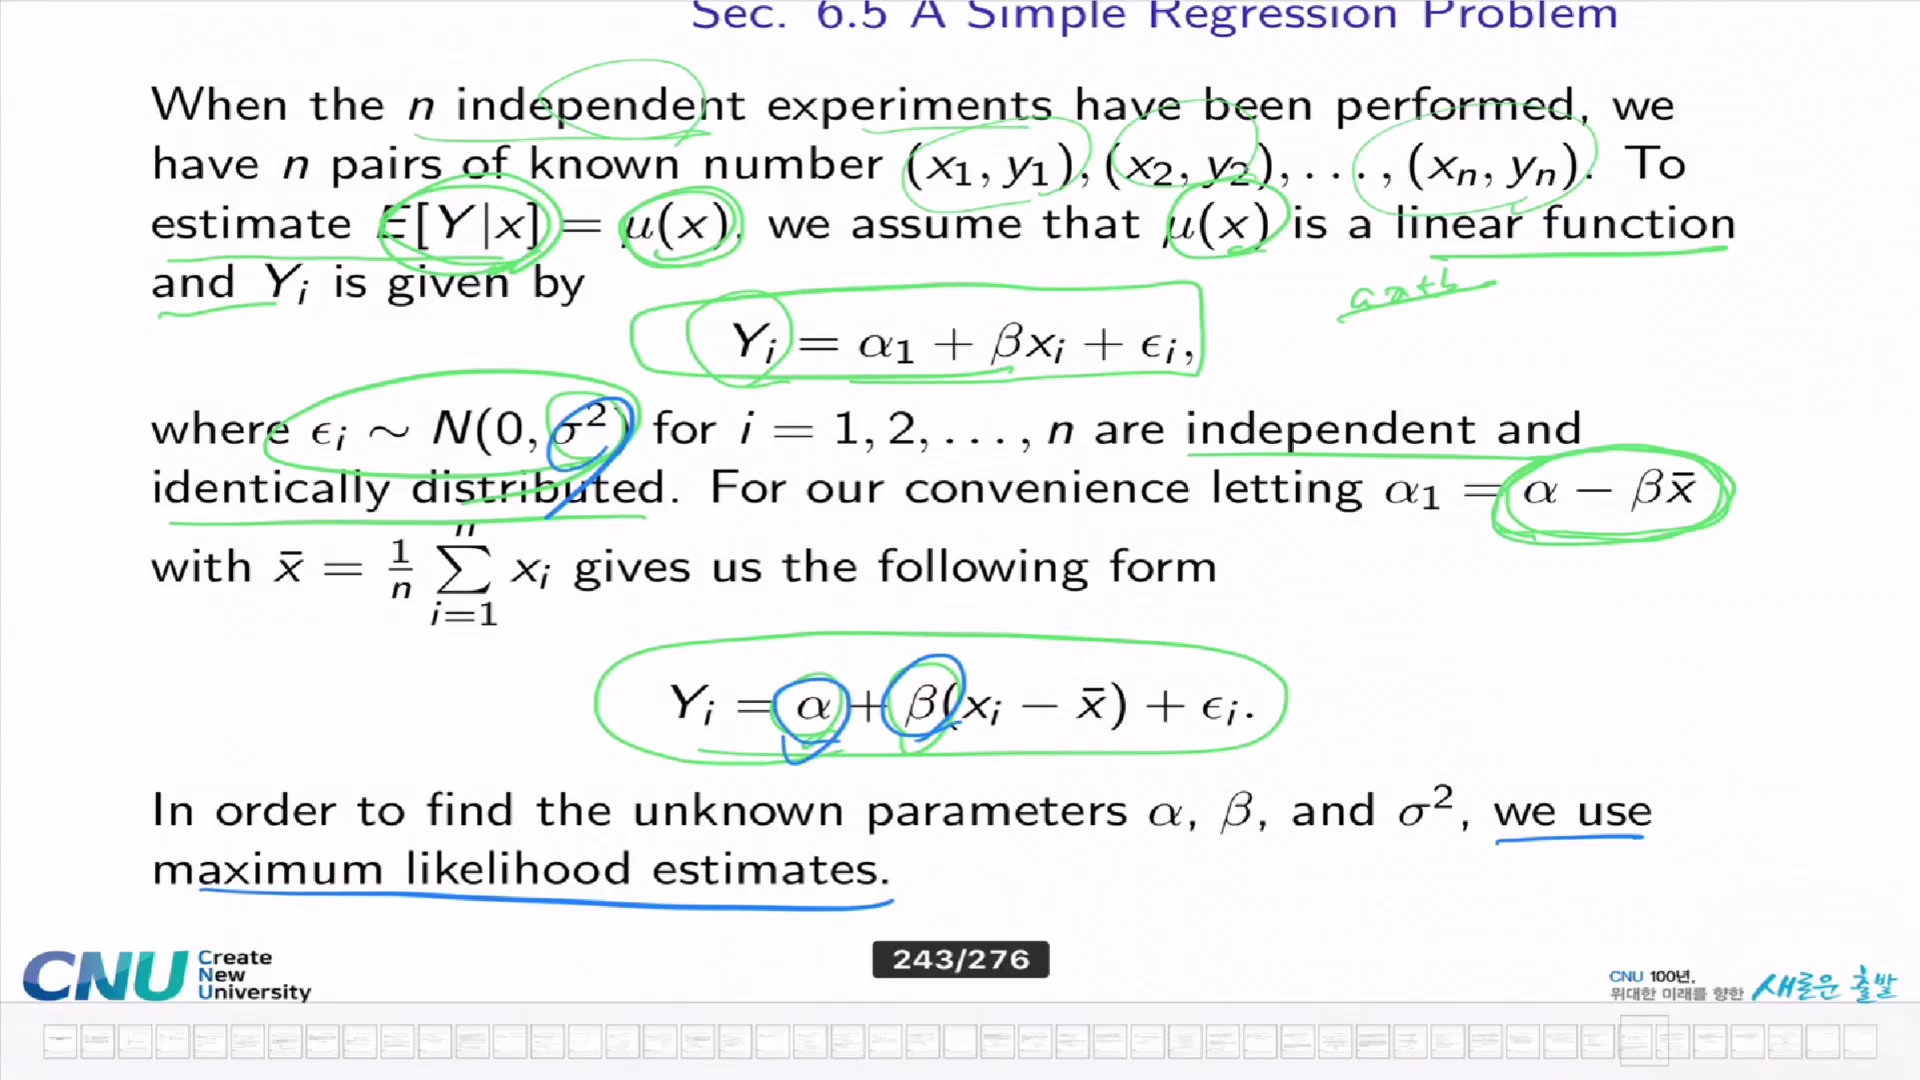 Sec. 6.5 A Simple Regression Problem
When the n independent experiments have been performed, we
have n pairs of known number (x₁, y₁), (x₂, y₂), . . . , (xₙ, yₙ). To
estimate E[Y|x] = μ(x), we assume that μ(x) is a linear function
ax+b
and Yᵢ is given by
Yᵢ = α₁ + βxᵢ + ϵᵢ,
where ϵᵢ ∼ N(0, σ²) for i = 1, 2, . . . , n are independent and
identically distributed. For our convenience letting α₁ = α − βx̄
with x̄ = 1/n ∑ᵢ₌₁ⁿ xᵢ gives us the following form
Yᵢ = α + β(xᵢ − x̄) + ϵᵢ.
In order to find the unknown parameters α, β, and σ², we use
maximum likelihood estimates.
CNU Create
New
University
243/276
CNU 100년,
위대한 미래를 향한 새로운 출발